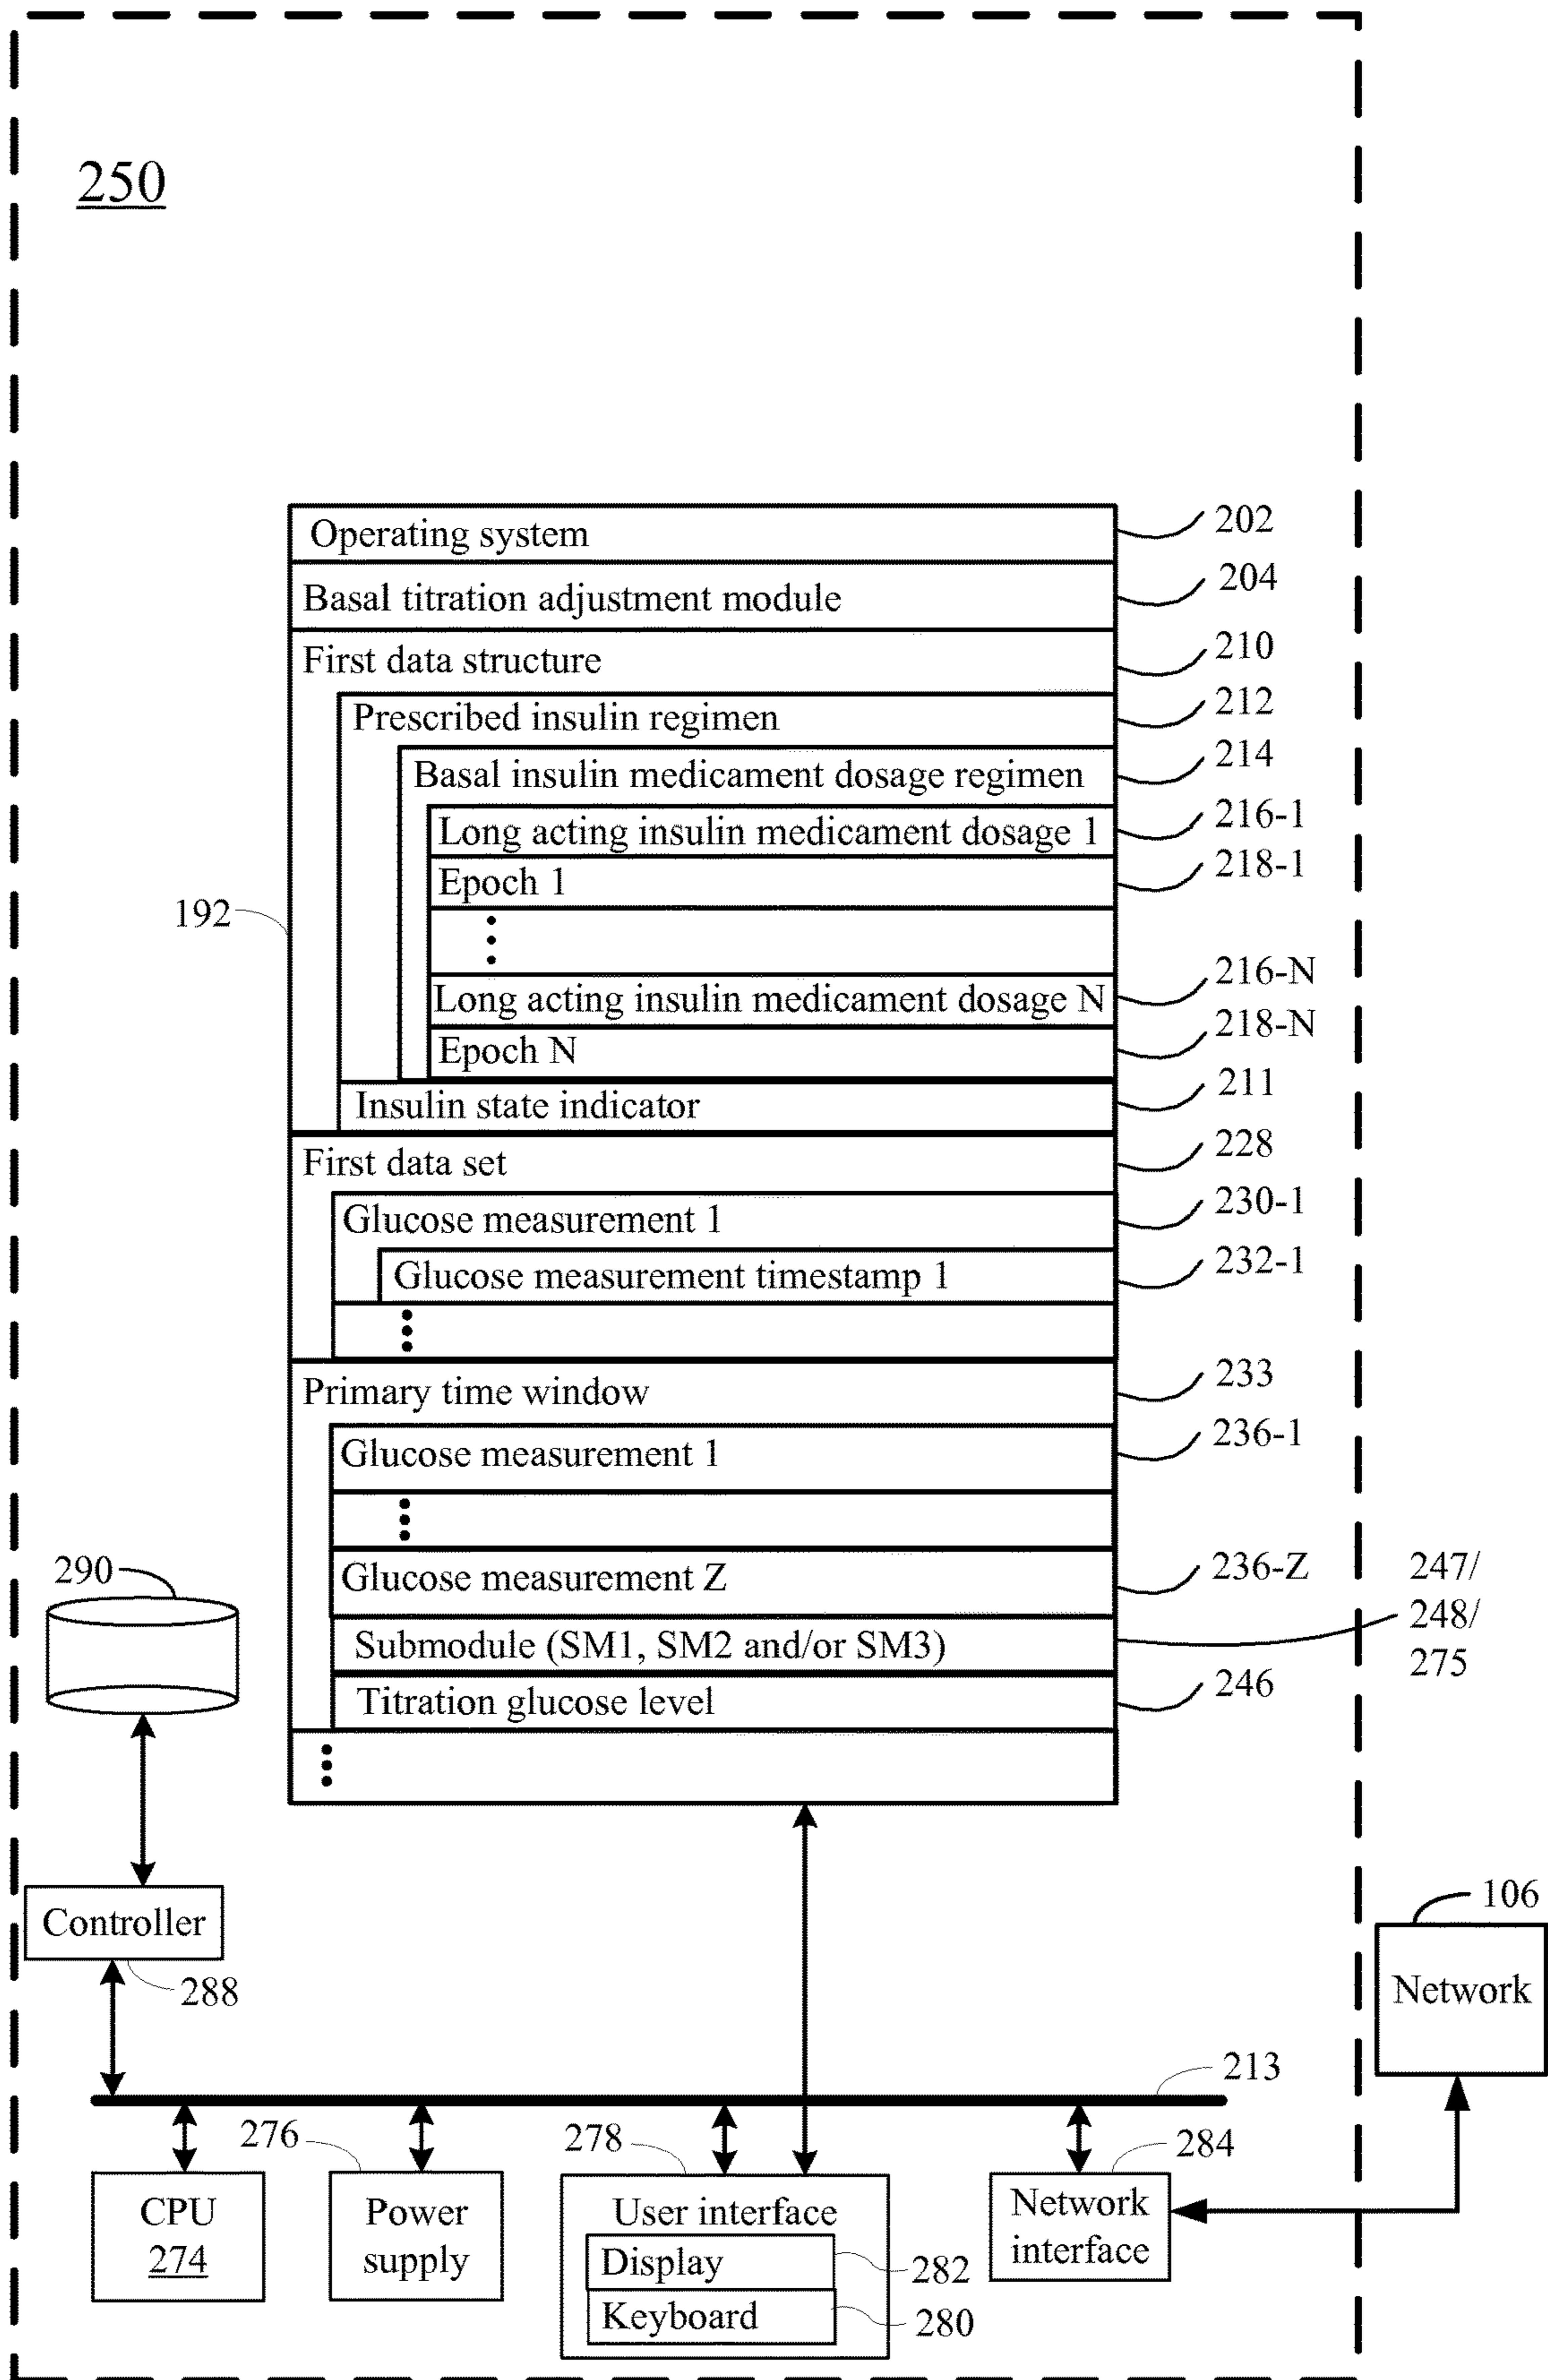 250
Operating system
202
Basal titration adjustment module
204
First data structure
210
Prescribed insulin regimen
212
Basal insulin medicament dosage regimen
214
Long acting insulin medicament dosage 1
216-1
Epoch 1
218-1
192
Long acting insulin medicament dosage N
216-N
Epoch N
218-N
Insulin state indicator
211
First data set
228
Glucose measurement 1
230-1
Glucose measurement timestamp 1
232-1
Primary time window
233
Glucose measurement 1
236-1
Glucose measurement Z
236-Z
Submodule (SM1, SM2 and/or SM3)
247/
248/
275
Titration glucose level
246
290
Controller
288
106
Network
213
276
278
284
CPU
274
Power
supply
User interface
Display
282
Keyboard
280
Network
interface